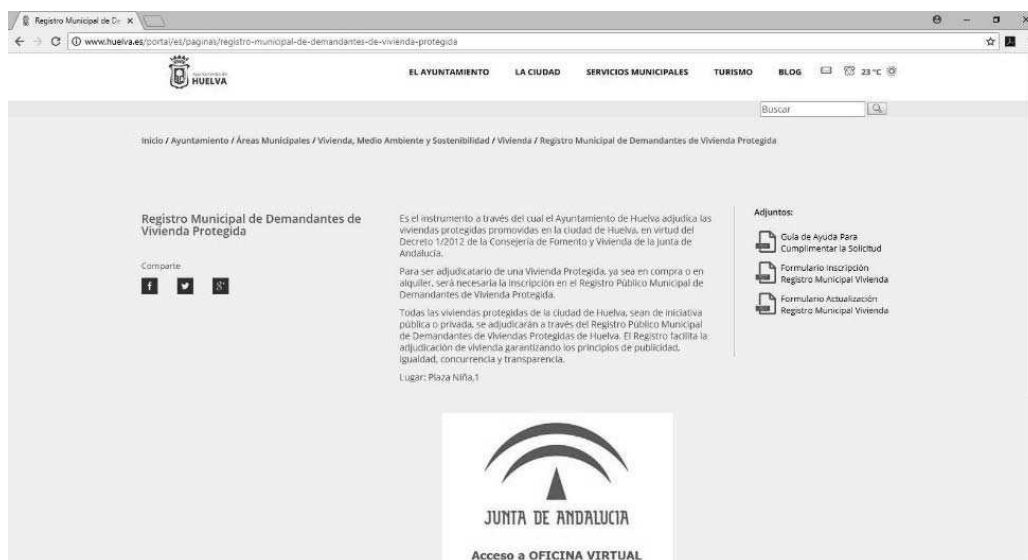 Registro Municipal de De
www.huelva.es/portal/es/paginas/registro-municipal-de-demandantes-de-vivienda-protegida
HUELVA
EL AYUNTAMIENTO LA CIUDAD SERVICIOS MUNICIPALES TURISMO BLOG 23 ºC
Buscar
Inicio / Ayuntamiento / Áreas Municipales / Vivienda, Medio Ambiente y Sostenibilidad / Vivienda / Registro Municipal de Demandantes de Vivienda Protegida
Registro Municipal de Demandantes de
Vivienda Protegida
Comparte
f
g+
Es el instrumento a través del cual el Ayuntamiento de Huelva adjudica las
viviendas protegidas promovidas en la ciudad de Huelva, en virtud del
Decreto 1/2012 de la Consejería de Fomento y Vivienda de la Junta de
Andalucía.
Para ser adjudicatario de una Vivienda Protegida, ya sea en compra o en
alquiler, será necesaria la inscripción en el Registro Público Municipal de
Demandantes de Vivienda Protegida.
Todas las viviendas protegidas de la ciudad de Huelva, sean de iniciativa
pública o privada, se adjudicarán a través del Registro Público Municipal
de Demandantes de Viviendas Protegidas de Huelva. El Registro facilita la
adjudicación de vivienda garantizando los principios de publicidad,
igualdad, concurrencia y transparencia.
Lugar: Plaza Niña,1
Adjuntos:
Guía de Ayuda Para
Cumplimentar la Solicitud
Formulario Inscripción
Registro Municipal Vivienda
Formulario Actualización
Registro Municipal Vivienda
JUNTA DE ANDALUCIA
Acceso a OFICINA VIRTUAL